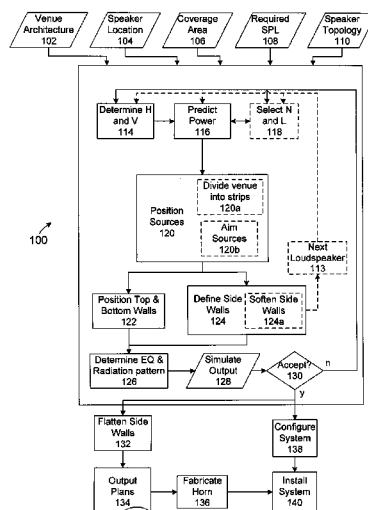 Venue
Architecture
102
Speaker
Location
104
Coverage
Area
106
Required
SPL
108
Speaker
Topology
110
Determine H
and V
114
Predict
Power
116
Select N
and L
118
Position
Sources
120
Divide venue
into strips
120a
Aim
Sources
120b
100
Next
Loudspeaker
113
Position Top &
Bottom Walls
122
Define Side
Walls
124
Soften Side
Walls
124a
Determine EQ &
Radiation pattern
126
Simulate
Output
128
Accept?
130
n
y
Flatten Side
Walls
132
Configure
System
138
Output
Plans
134
Fabricate
Horn
136
Install
System
140